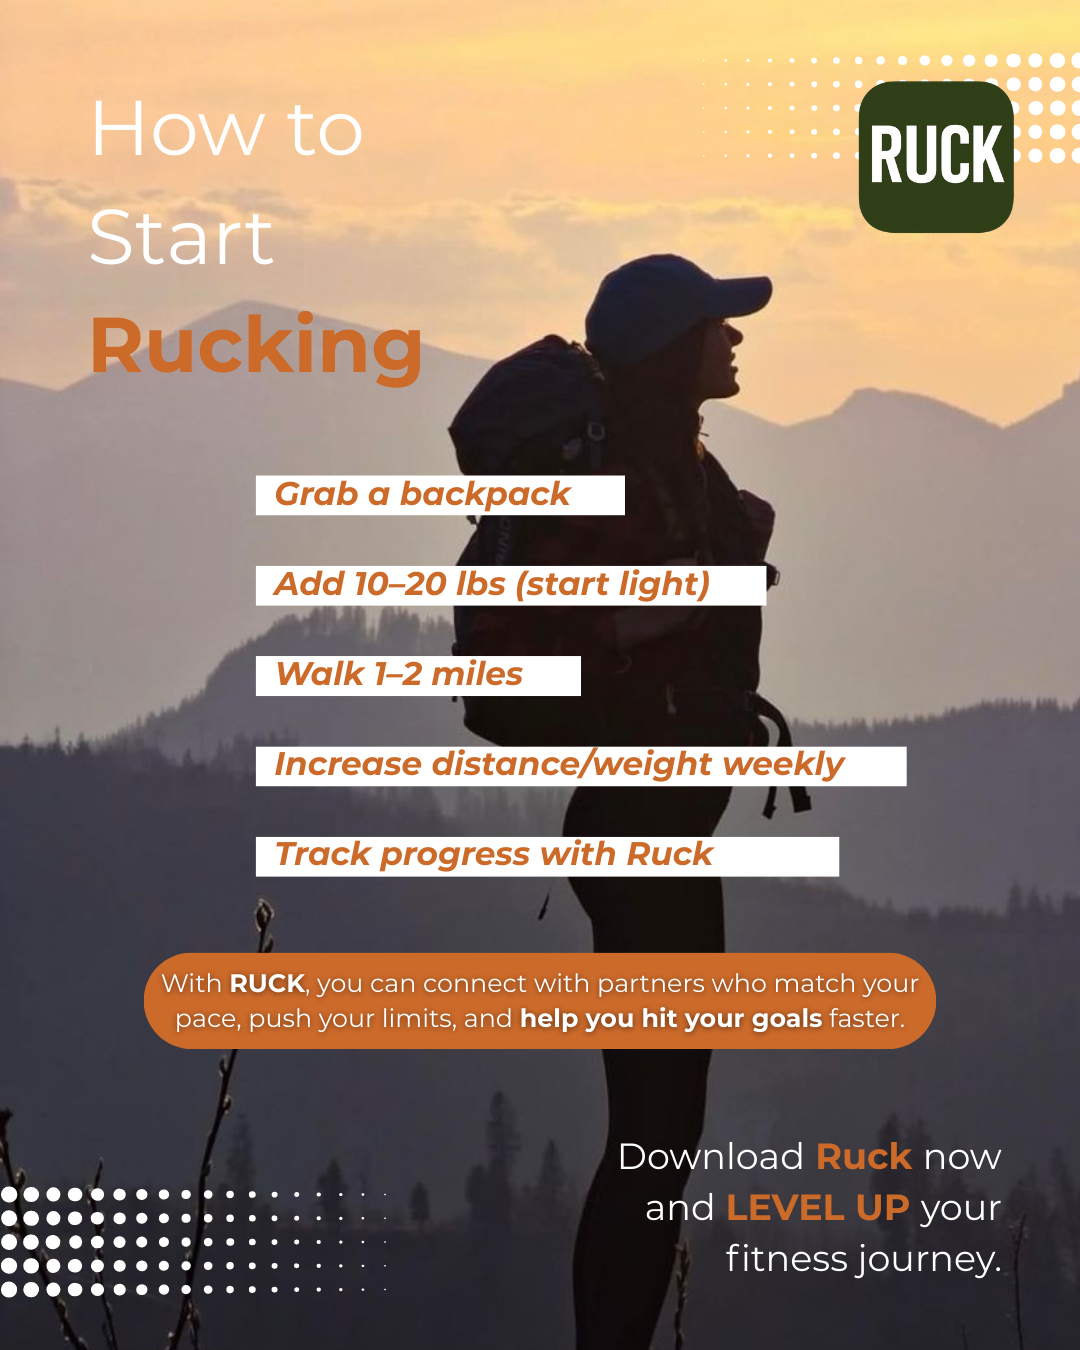 How to
Start
Rucking
RUCK
Grab a backpack
Add 10–20 lbs (start light)
Walk 1–2 miles
Increase distance/weight weekly
Track progress with Ruck
With RUCK, you can connect with partners who match your
pace, push your limits, and help you hit your goals faster.
Download Ruck now
and LEVEL UP your
fitness journey.